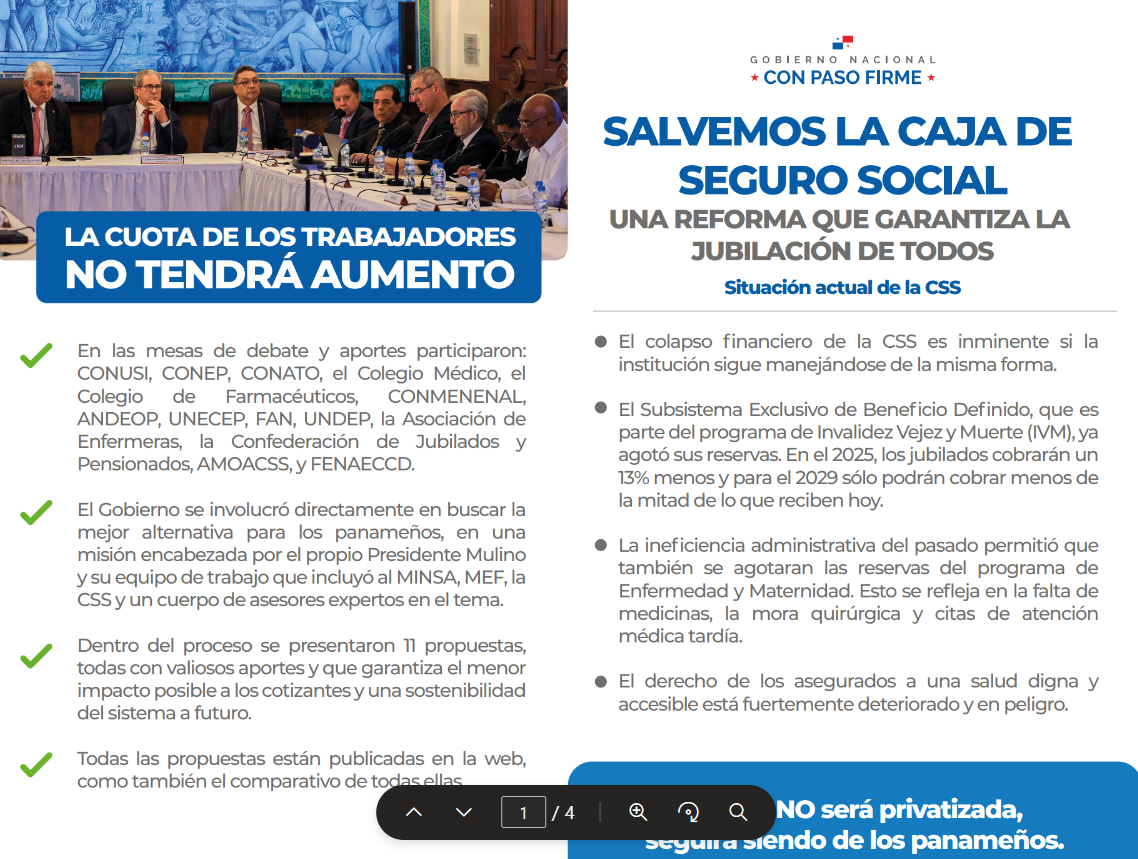 LA CUOTA DE LOS TRABAJADORES
NO TENDRÁ AUMENTO
En las mesas de debate y aportes participaron:
CONUSI, CONEP, CONATO, el Colegio Médico, el
Colegio de Farmacéuticos, CONMENENAL,
ANDEOP, UNECEP, FAN, UNDEP, la Asociación de
Enfermeras, la Confederación de Jubilados y
Pensionados, AMOACSS, y FENAECCD.
El Gobierno se involucró directamente en buscar la
mejor alternativa para los panameños, en una
misión encabezada por el propio Presidente Mulino
y su equipo de trabajo que incluyó al MINSA, MEF, la
CSS y un cuerpo de asesores expertos en el tema.
Dentro del proceso se presentaron 11 propuestas,
todas con valiosos aportes y que garantiza el menor
impacto posible a los cotizantes y una sostenibilidad
del sistema a futuro.
Todas las propuestas están publicadas en la web,
como también el comparativo de todas ellas
GOBIERNO NACIONAL
CON PASO FIRME
SALVEMOS LA CAJA DE
SEGURO SOCIAL
UNA REFORMA QUE GARANTIZA LA
JUBILACIÓN DE TODOS
Situación actual de la CSS
El colapso financiero de la CSS es inminente si la
institución sigue manejándose de la misma forma.
El Subsistema Exclusivo de Beneficio Definido, que es
parte del programa de Invalidez Vejez y Muerte (IVM), ya
agotó sus reservas. En el 2025, los jubilados cobrarán un
13% menos y para el 2029 sólo podrán cobrar menos de
la mitad de lo que reciben hoy.
La ineficiencia administrativa del pasado permitió que
también se agotaran las reservas del programa de
Enfermedad y Maternidad. Esto se refleja en la falta de
medicinas, la mora quirúrgica y citas de atención
médica tardía.
El derecho de los asegurados a una salud digna y
accesible está fuertemente deteriorado y en peligro.
NO será privatizada,
seguirá siendo de los panameños.
1 / 4